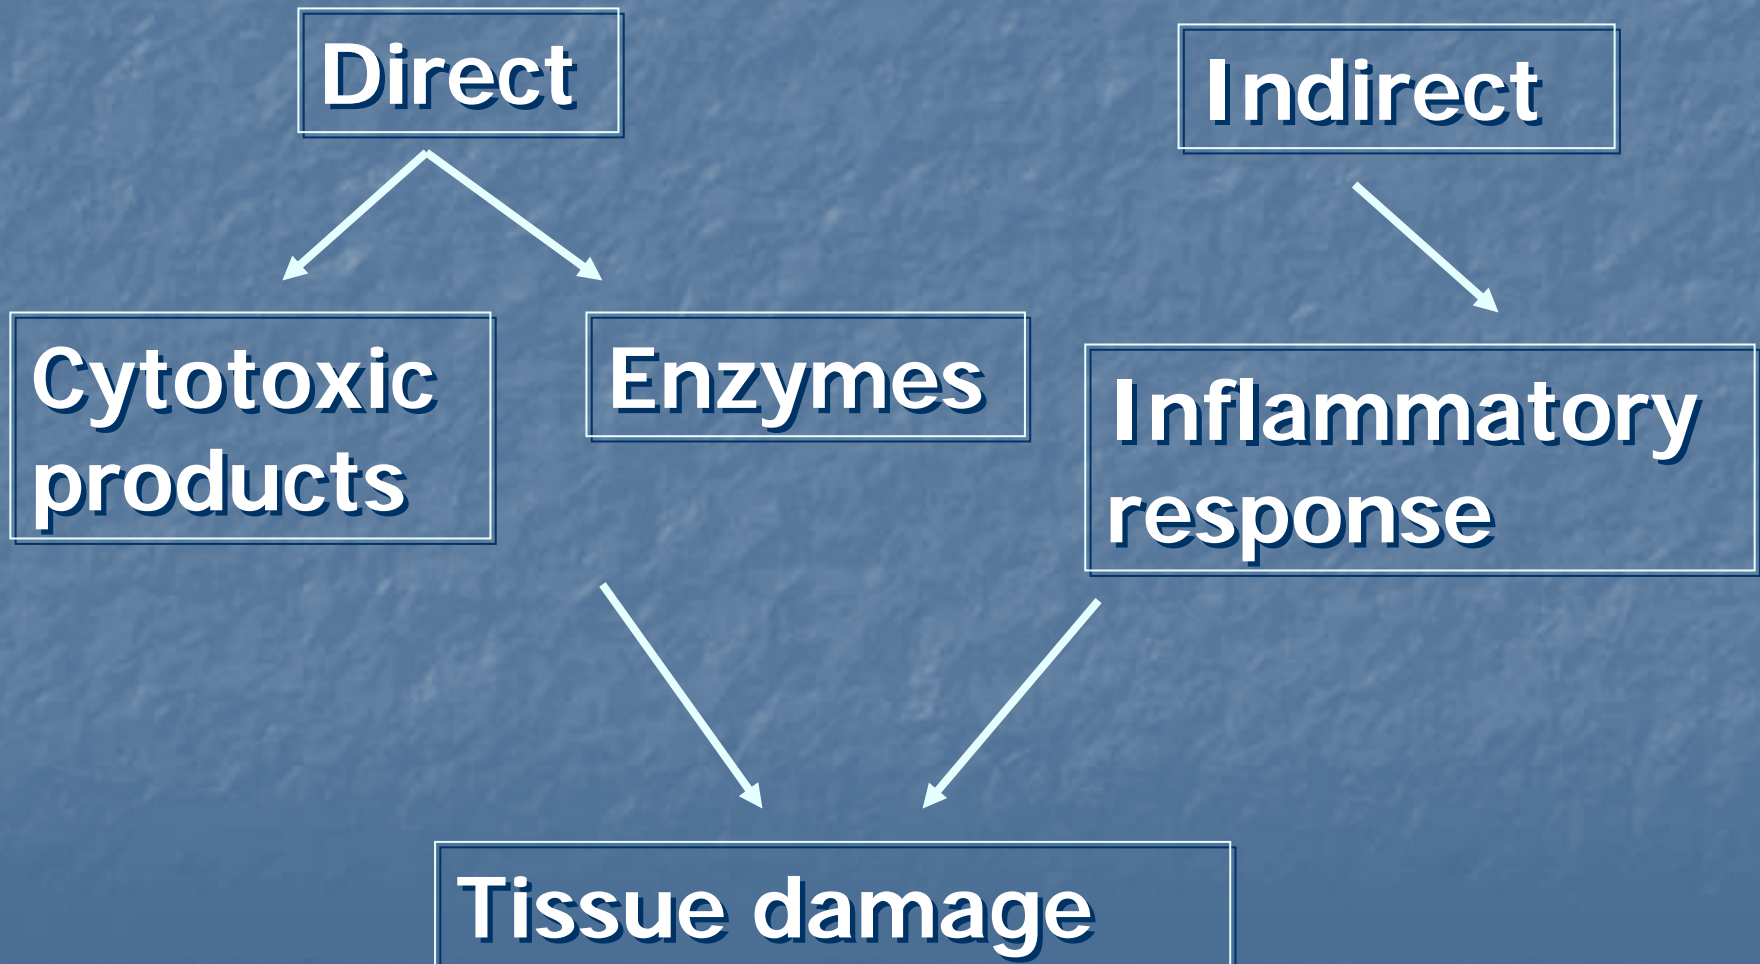 Direct
Indirect
Cytotoxic
products
Enzymes
Inflammatory
response
Tissue damage